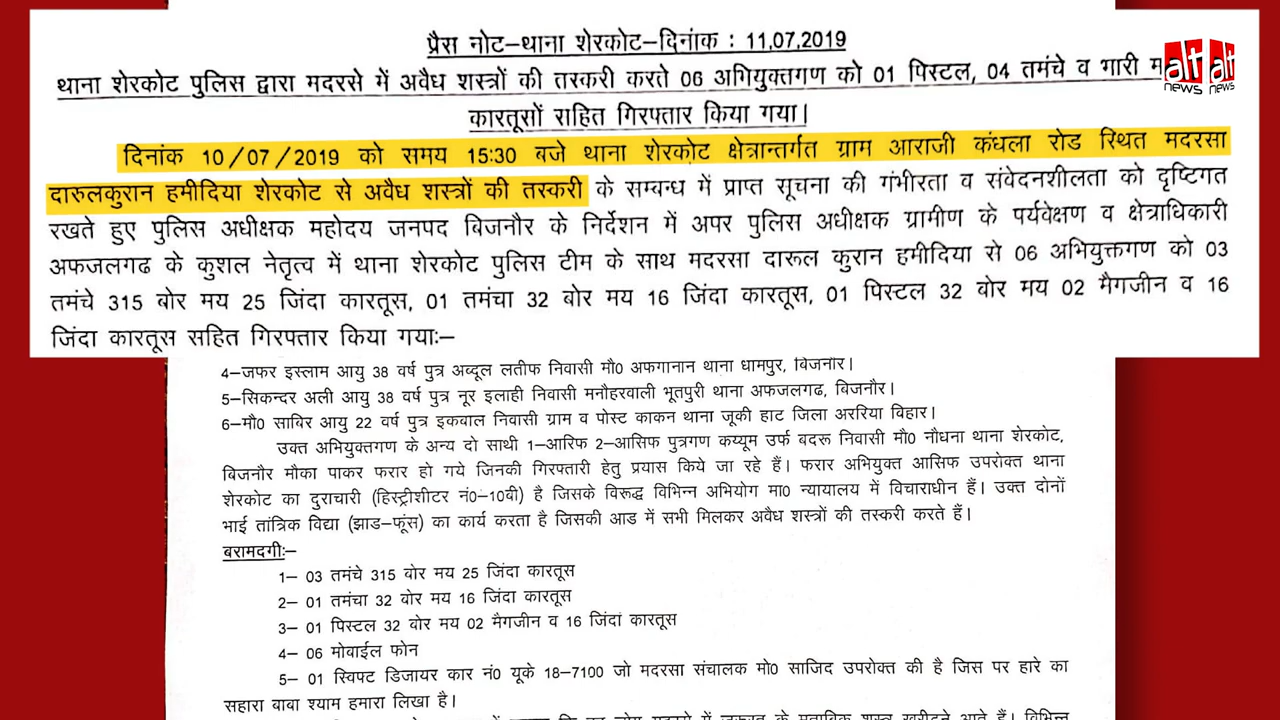 प्रैस नोट–थाना शेरकोट–दिनांक : 11,07,2019
थाना शेरकोट पुलिस द्वारा मदरसे में अवैध शस्त्रों की तस्करी करते 06 अभियुक्तगण को 01 पिस्टल, 04 तमंचे व भारी
कारतूसों सहित गिरफ्तार किया गया।
दिनांक 10/07/2019 को समय 15:30 बजे थाना शेरकोट क्षेत्रान्तर्गत ग्राम आराजी कंधला रोड स्थित मदरसा
दारुलकुरान हमीदिया शेरकोट से अवैध शस्त्रों की तस्करी के सम्बन्ध में प्राप्त सूचना की गंभीरता व संवेदनशीलता को दृष्टिगत
रखते हुए पुलिस अधीक्षक महोदय जनपद बिजनौर के निर्देशन में अपर पुलिस अधीक्षक ग्रामीण के पर्यवेक्षण व क्षेत्राधिकारी
अफजलगढ के कुशल नेतृत्व में थाना शेरकोट पुलिस टीम के साथ मदरसा दारूल कुरान हमीदिया से 06 अभियुक्तगण को 03
तमंचे 315 बोर मय 25 जिंदा कारतूस, 01 तमंचा 32 बोर मय 16 जिंदा कारतूस, 01 पिस्टल 32 बोर मय 02 मैगजीन व 16
जिंदा कारतूस सहित गिरफ्तार किया गयाः–
alt news
alt news
4–जफर इस्लाम आयु 38 वर्ष पुत्र अब्दूल लतीफ निवासी मौ0 अफगानान थाना धामपुर, बिजनौर।
5–सिकन्दर अली आयु 38 वर्ष पुत्र नूर इलाही निवासी मनौहरवाली भूतपुरी थाना अफजलगढ, बिजनौर।
6–मौ0 साबिर आयु 22 वर्ष पुत्र इकबाल निवासी ग्राम व पोस्ट काकन थाना जूकी हाट जिला अररिया विहार।
उक्त अभियुक्तगण के अन्य दो साथी 1–आरिफ 2–आसिफ पुत्रगण कय्यूम उर्फ बदरू निवासी मौ0 नौधना थाना शेरकोट,
बिजनौर मौका पाकर फरार हो गये जिनकी गिरफ्तारी हेतु प्रयास किये जा रहे हैं। फरार अभियुक्त आसिफ उपरोक्त थाना
शेरकोट का दुराचारी (हिस्ट्रीशीटर नं0–10बी) है जिसके विरूद्ध विभिन्न अभियोग मा0 न्यायालय में विचाराधीन हैं। उक्त दोनों
भाई तांत्रिक विद्या (झाड–फूंस) का कार्य करता है जिसकी आड में सभी मिलकर अवैध शस्त्रों की तस्करी करते हैं।
बरामदगीः–
1– 03 तमंचे 315 वोर मय 25 जिंदा कारतूस
2– 01 तमंचा 32 वोर मय 16 जिंदा कारतूस
3– 01 पिस्टल 32 वोर मय 02 मैगजीन व 16 जिंदा कारतूस
4– 06 मोवाईल फोन
5– 01 स्विफ्ट डिजायर कार नं0 यूके 18–7100 जो मदरसा संचालक मो0 साजिद उपरोक्त की है जिस पर हारे का
सहारा वाबा श्याम हमारा लिखा है।